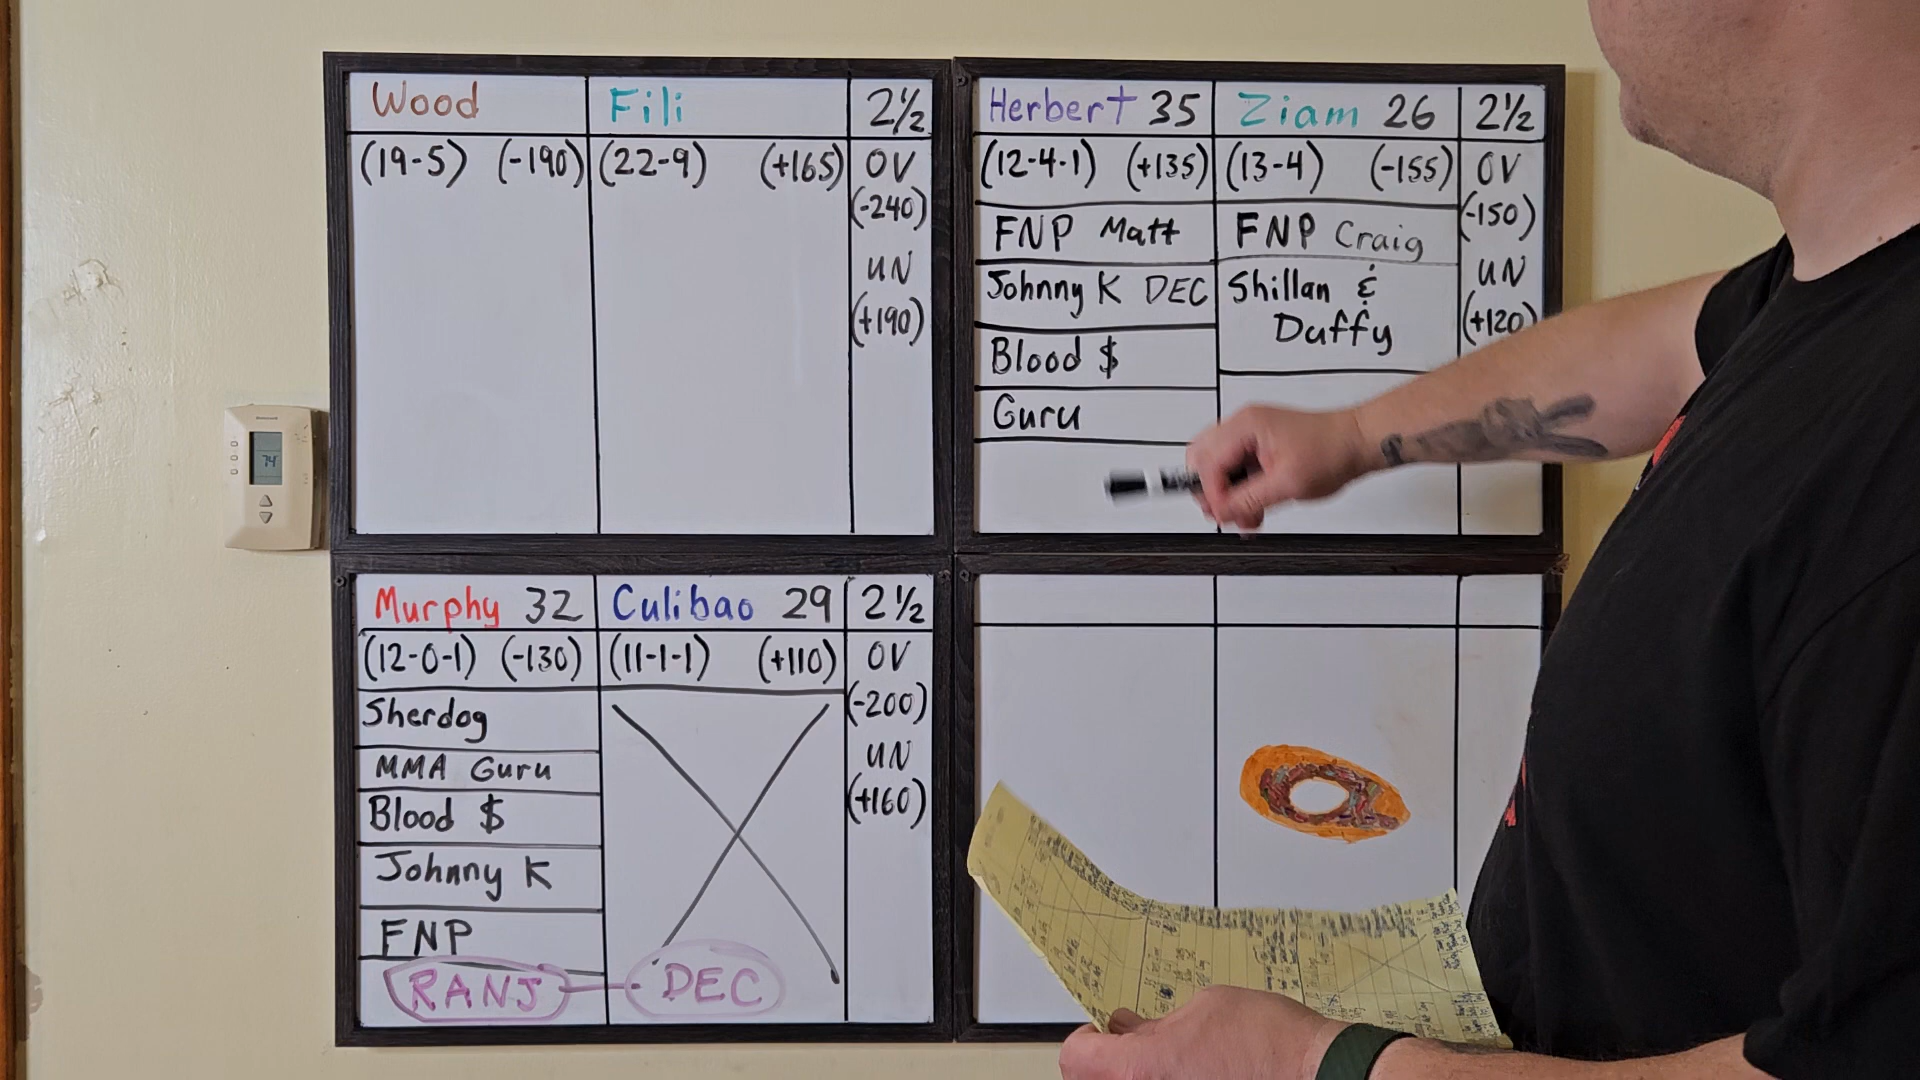 Wood Fili 2½
(19-5) (-190) (22-9) (+165) OV
(-240)
UN
(+190)
Herbert 35 Ziam 26 2½
(12-4-1) (+135) (13-4) (-155) OV
(-150)
FNP Matt FNP Craig
UN
Johnny K DEC Shillan &
Duffy
(+120)
Blood $
Guru
Murphy 32 Culibao 29 2½
(12-0-1) (-130) (11-1-1) (+110) OV
(-200)
Sherdog
UN
MMA Guru
(+160)
Blood $
Johnny K
FNP
RANJ DEC
74